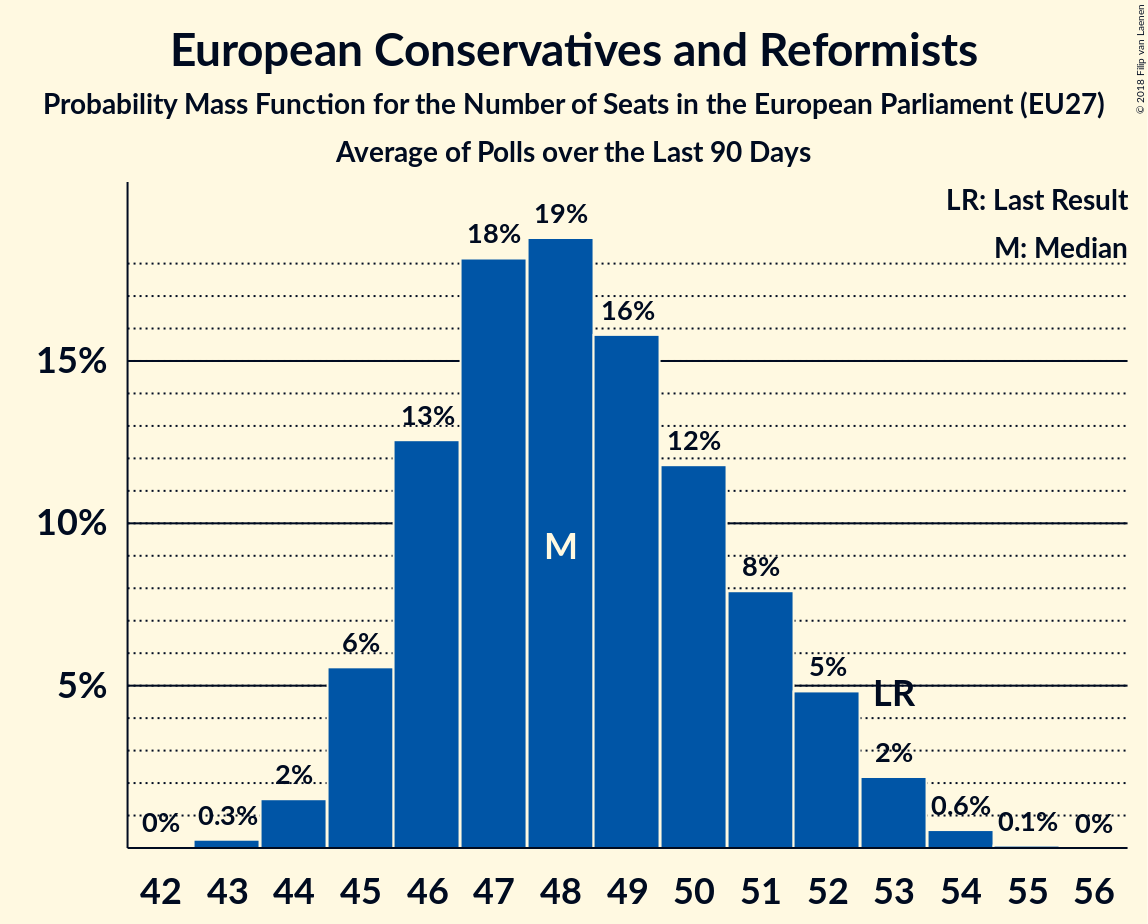 European Conservatives and Reformists
Probability Mass Function for the Number of Seats in the European Parliament (EU27)
Average of Polls over the Last 90 Days
© 2018 Filip van Laenen
LR: Last Result
M: Median
15%
10%
5%
0%
0.3%
2%
6%
13%
18%
19%
16%
12%
8%
5%
2%
0.6%
0.1%
0%
M
LR
42 43 44 45 46 47 48 49 50 51 52 53 54 55 56